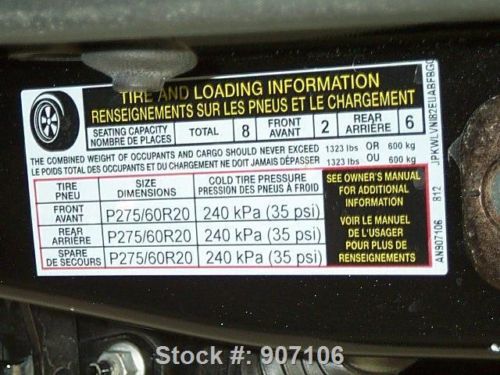 TIRE AND LOADING INFORMATION
RENSEIGNEMENTS SUR LES PNEUS ET LE CHARGEMENT
SEATING CAPACITY TOTAL 8 FRONT 2 REAR 6
NOMBRE DE PLACES AVANT ARRIÈRE
THE COMBINED WEIGHT OF OCCUPANTS AND CARGO SHOULD NEVER EXCEED 1323 lbs OR 600 kg
LE POIDS TOTAL DES OCCUPANTS ET DU CHARGEMENT NE DOIT JAMAIS DÉPASSER 1323 lbs OU 600 kg
TIRE SIZE COLD TIRE PRESSURE
PNEU DIMENSIONS PRESSION DES PNEUS À FROID
FRONT
AVANT P275/60R20 240 kPa (35 psi)
REAR
ARRIÈRE P275/60R20 240 kPa (35 psi)
SPARE
DE SECOURS P275/60R20 240 kPa (35 psi)
SEE OWNER'S MANUAL
FOR ADDITIONAL
INFORMATION
VOIR LE MANUEL
DE L'USAGER
POUR PLUS DE
RENSEIGNEMENTS
AN907106 812
Stock #: 907106